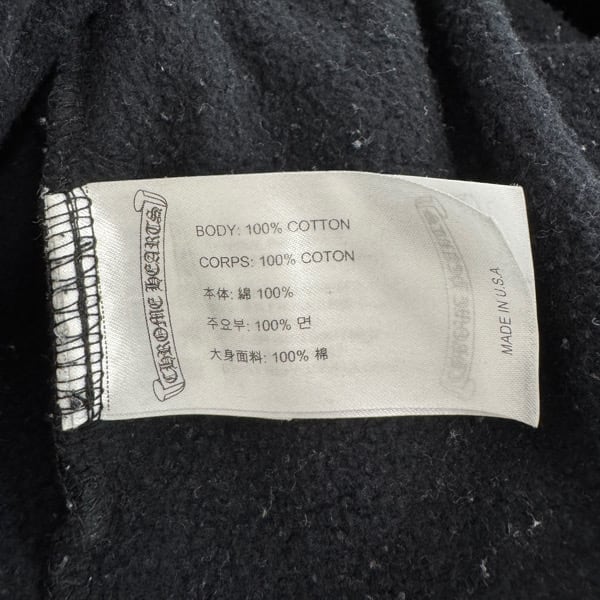 CHROME HEARTS
BODY: 100% COTTON
CORPS: 100% COTON
本体: 綿 100%
주요부: 100% 면
大身面料: 100% 棉
MADE IN U.S.A